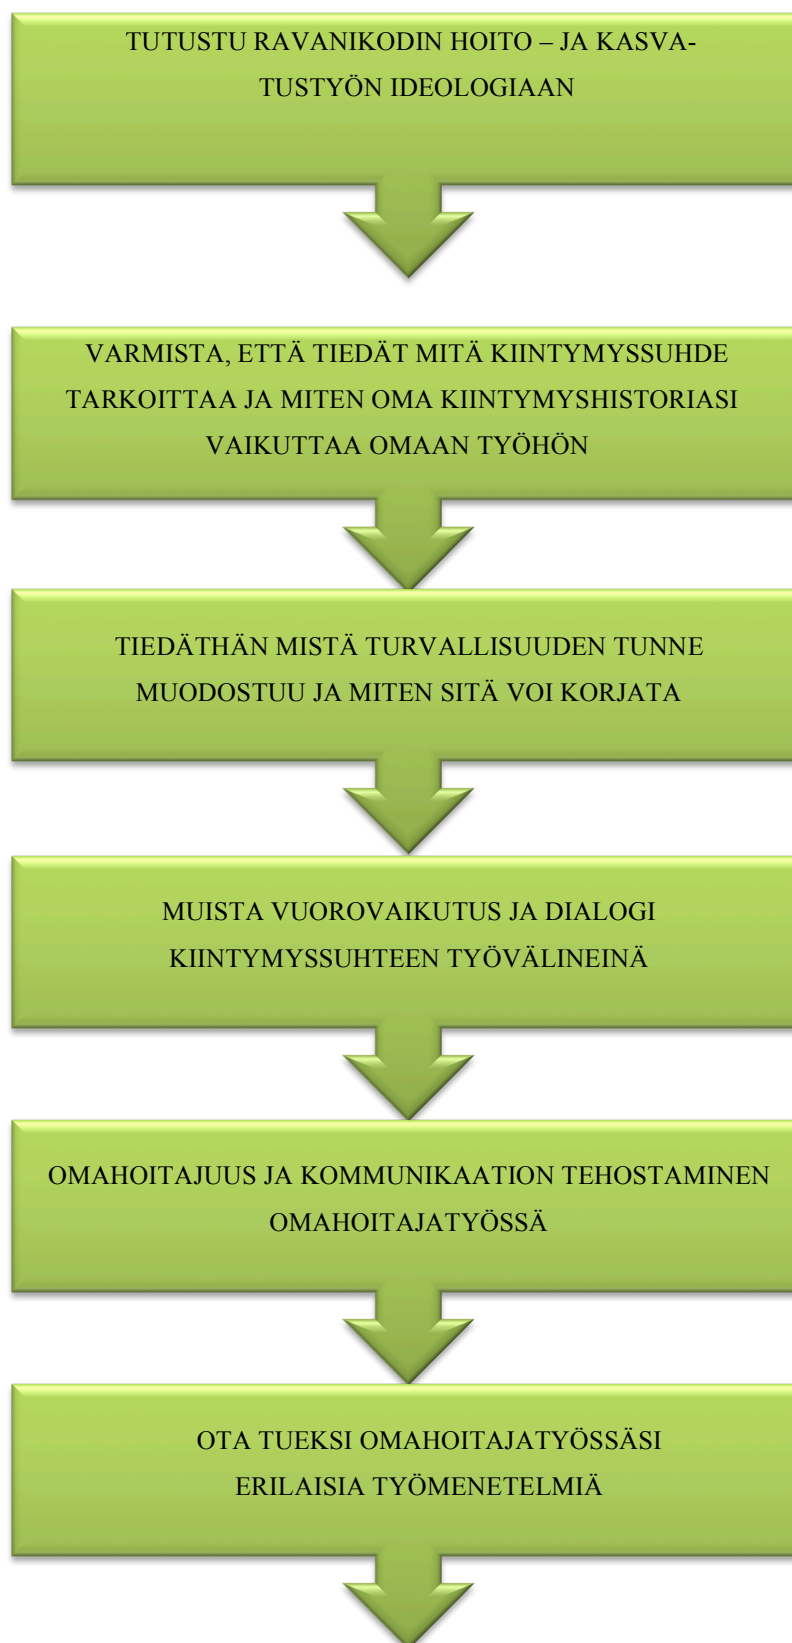 TUTUSTU RAVANIKODIN HOITO – JA KASVA-
TUSTYÖN IDEOLOGIAAN
VARMISTA, ETTÄ TIEDÄT MITÄ KIINTYMYSSUHDE
TARKOITTAA JA MITEN OMA KIINTYMYSHISTORIASI
VAIKUTTAA OMAAN TYÖHÖN
TIEDÄTHÄN MISTÄ TURVALLISUUDEN TUNNE
MUODOSTUU JA MITEN SITÄ VOI KORJATA
MUISTA VUOROVAIKUTUS JA DIALOGI
KIINTYMYSSUHTEEN TYÖVÄLINEINÄ
OMAHOITAJUUS JA KOMMUNIKAATION TEHOSTAMINEN
OMAHOITAJATYÖSSÄ
OTA TUEKSI OMAHOITAJATYÖSSÄSI
ERILAISIA TYÖMENETELMIÄ